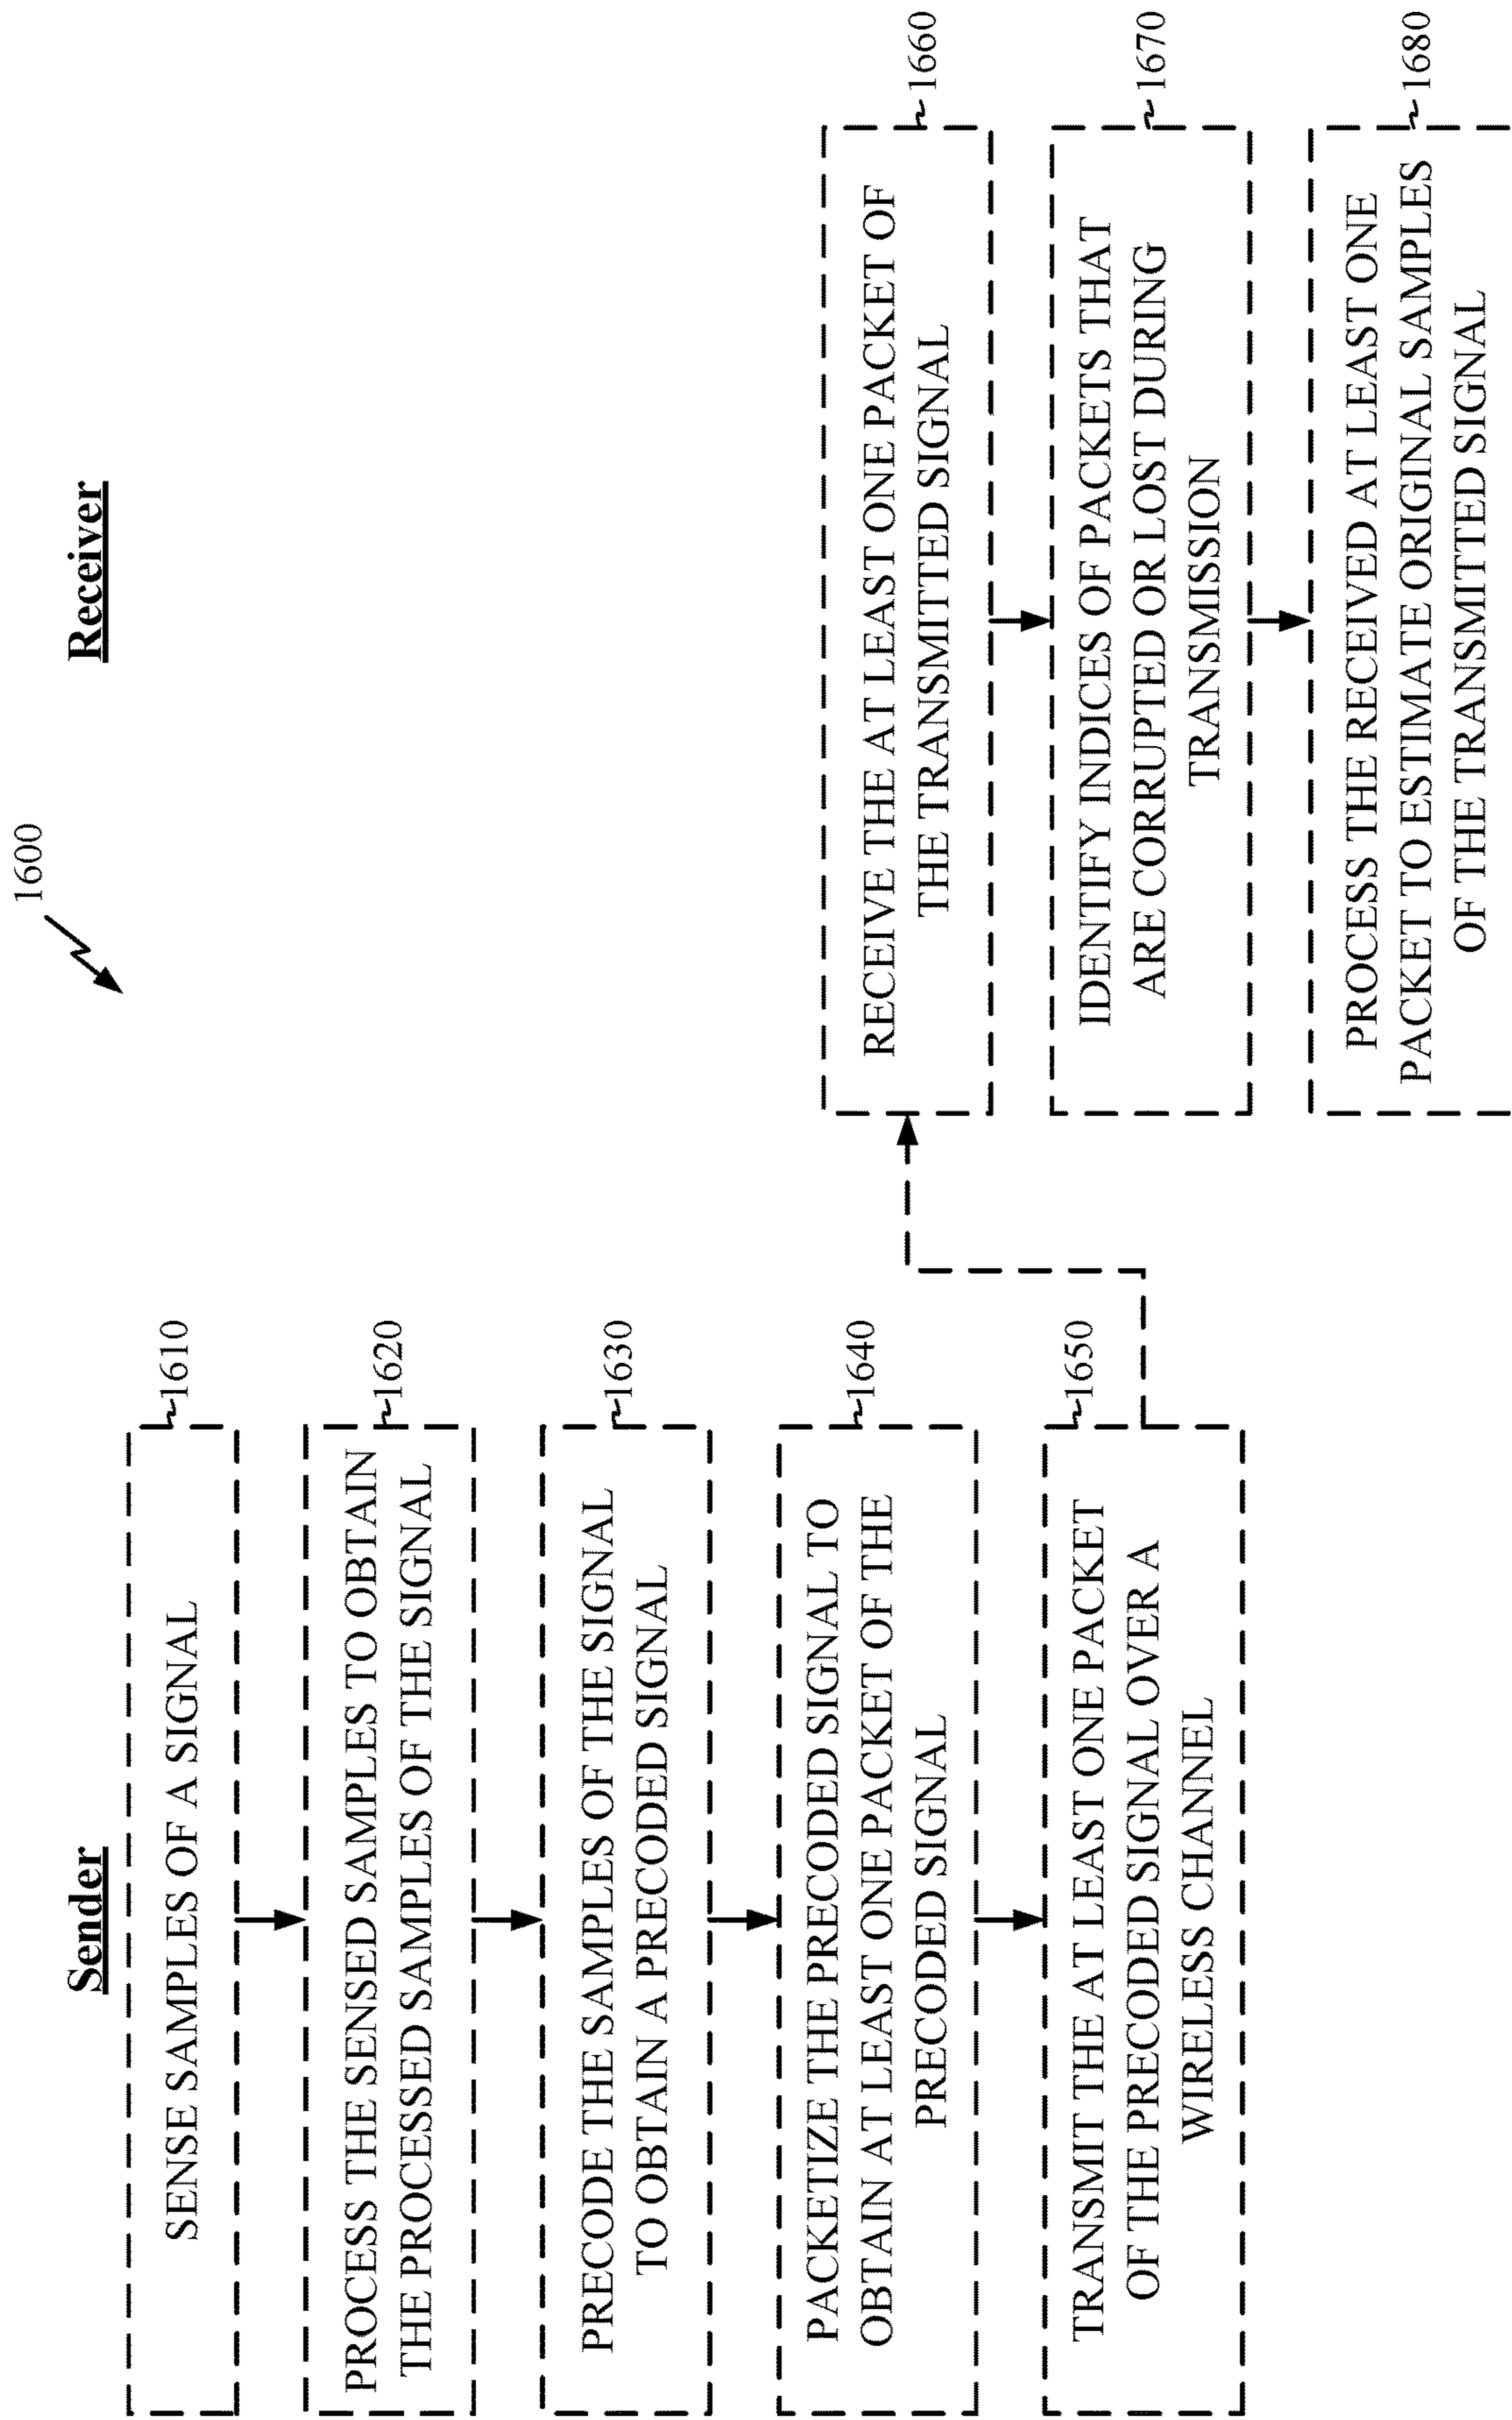 1600
Sender
SENSE SAMPLES OF A SIGNAL
1610
PROCESS THE SENSED SAMPLES TO OBTAIN
THE PROCESSED SAMPLES OF THE SIGNAL
1620
PRECODE THE SAMPLES OF THE SIGNAL
TO OBTAIN A PRECODED SIGNAL
1630
PACKETIZE THE PRECODED SIGNAL TO
OBTAIN AT LEAST ONE PACKET OF THE
PRECODED SIGNAL
1640
TRANSMIT THE AT LEAST ONE PACKET
OF THE PRECODED SIGNAL OVER A
WIRELESS CHANNEL
1650
Receiver
RECEIVE THE AT LEAST ONE PACKET OF
THE TRANSMITTED SIGNAL
1660
IDENTIFY INDICES OF PACKETS THAT
ARE CORRUPTED OR LOST DURING
TRANSMISSION
1670
PROCESS THE RECEIVED AT LEAST ONE
PACKET TO ESTIMATE ORIGINAL SAMPLES
OF THE TRANSMITTED SIGNAL
1680